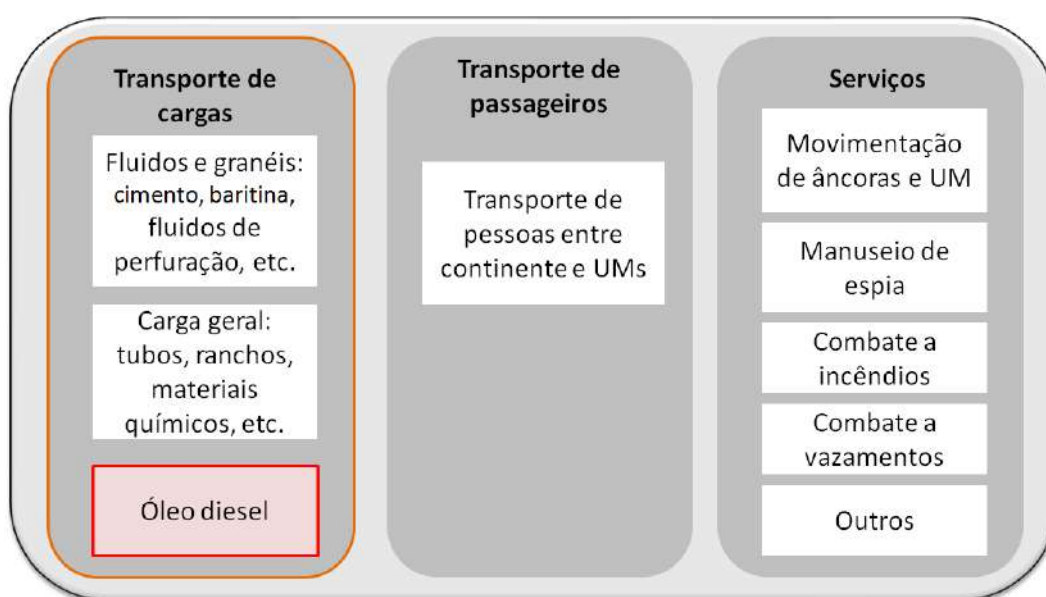 Transporte de
cargas
Fluidos e granéis:
cimento, baritina,
fluidos de
perfuração, etc.
Carga geral:
tubos, ranchos,
materiais
químicos, etc.
Óleo diesel
Transporte de
passageiros
Transporte de
pessoas entre
continente e UMs
Serviços
Movimentação
de âncoras e UM
Manuseio de
espia
Combate a
incêndios
Combate a
vazamentos
Outros